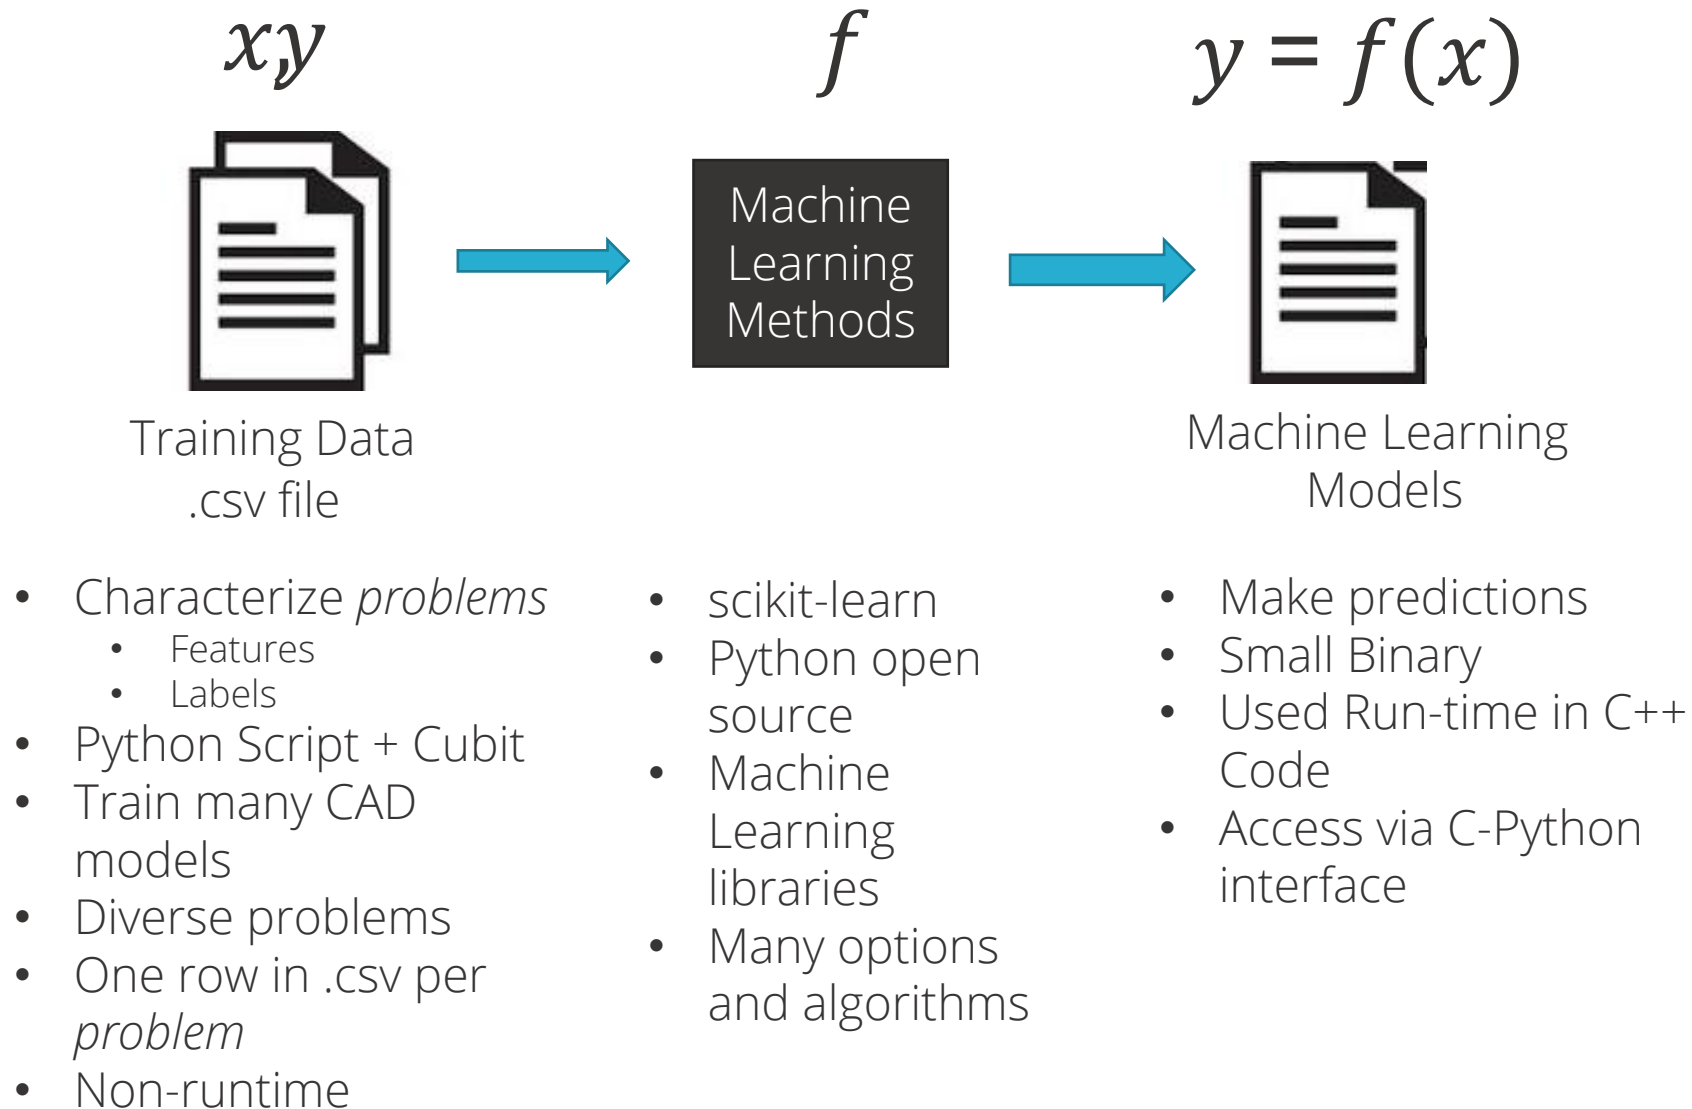 x,y
f
y = f(x)
Machine
Learning
Methods
Training Data
.csv file
Machine Learning
Models
• Characterize problems
• Features
• Labels
• Python Script + Cubit
• Train many CAD
models
• Diverse problems
• One row in .csv per
problem
• Non-runtime
• scikit-learn
• Python open
source
• Machine
Learning
libraries
• Many options
and algorithms
• Make predictions
• Small Binary
• Used Run-time in C++
Code
• Access via C-Python
interface